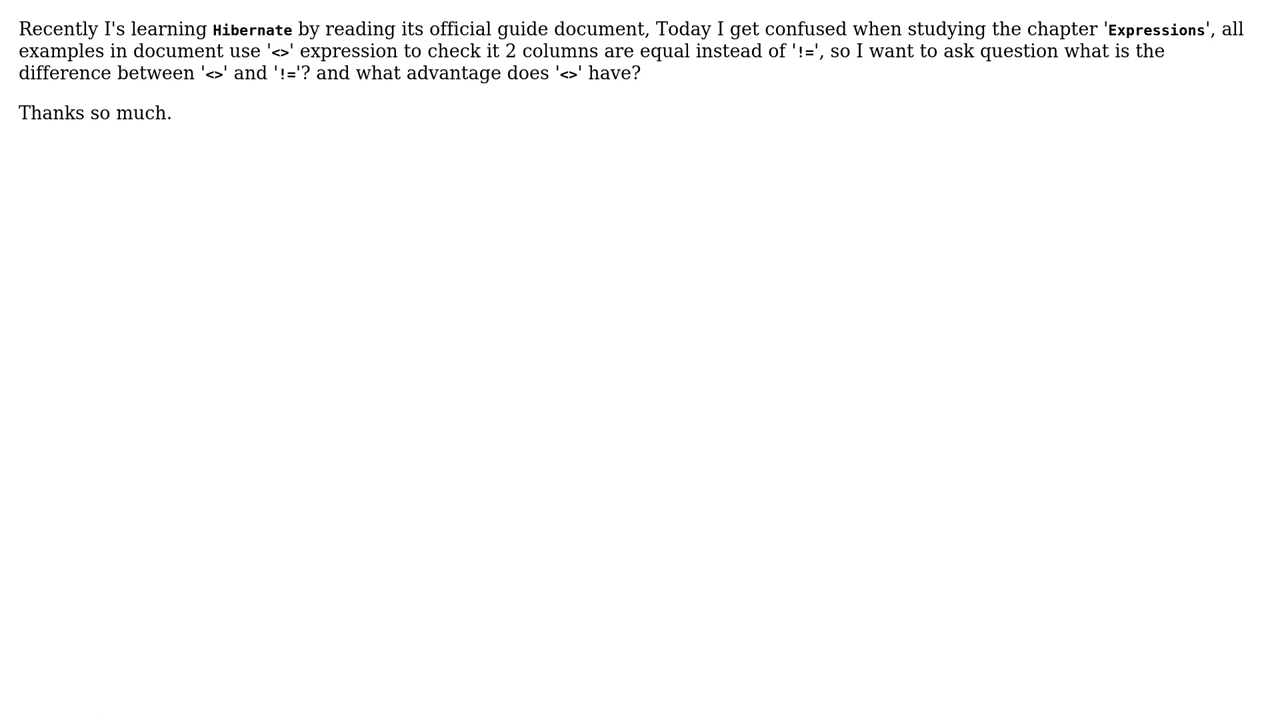 Recently I's learning Hibernate by reading its official guide document, Today I get confused when studying the chapter 'Expressions', all
examples in document use '<>' expression to check it 2 columns are equal instead of '!=', so I want to ask question what is the
difference between '<>' and '!='? and what advantage does '<>' have?
Thanks so much.